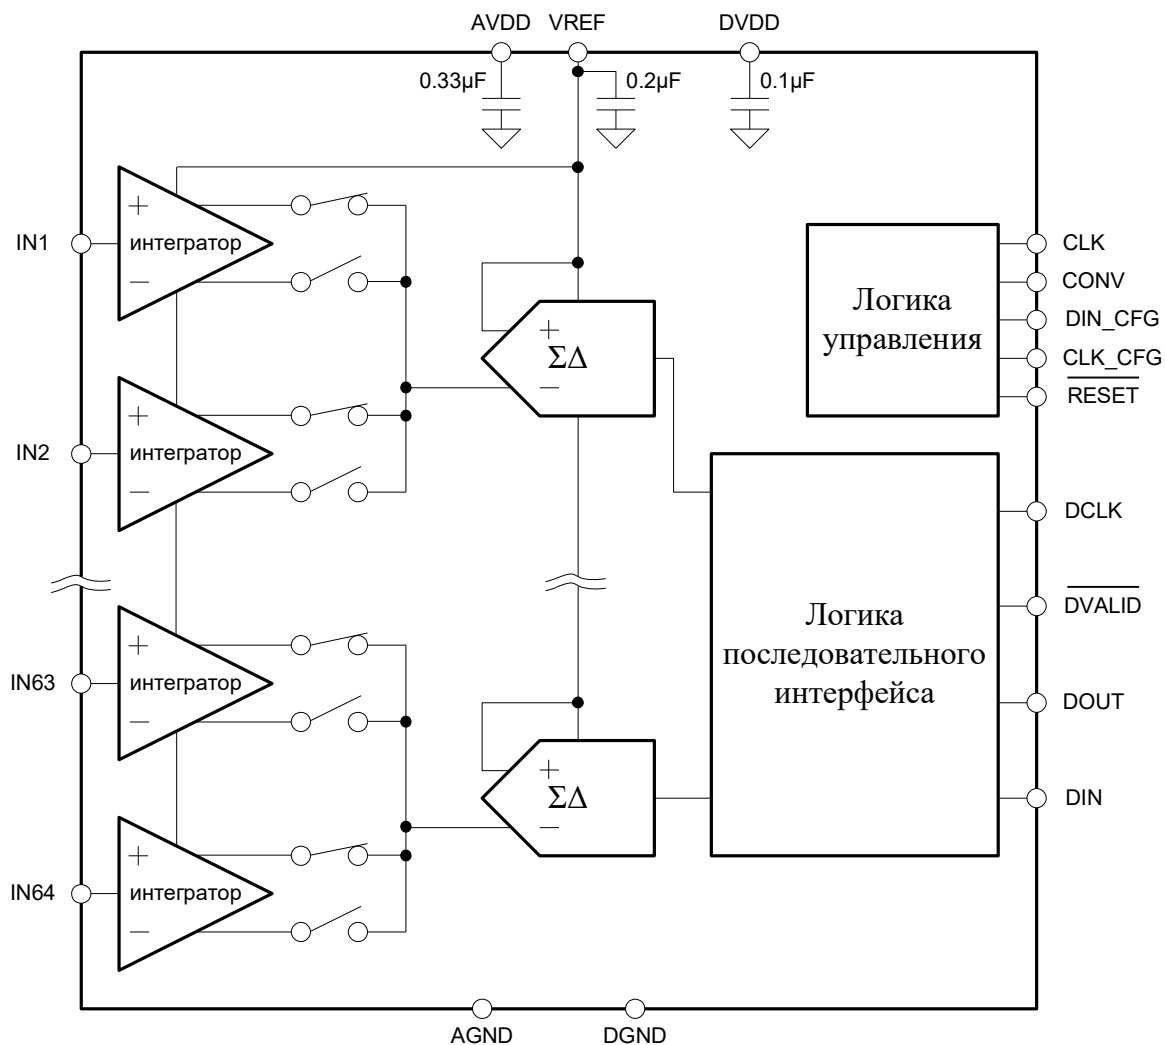 AVDD VREF DVDD
0.33µF 0.2µF 0.1µF
IN1
+
интегратор
−
IN2
+
интегратор
−
IN63
+
интегратор
−
IN64
+
интегратор
−
+
ΣΔ
−
+
ΣΔ
−
Логика
управления
CLK
CONV
DIN_CFG
CLK_CFG
RESET
Логика
последовательного
интерфейса
DCLK
DVALID
DOUT
DIN
AGND DGND